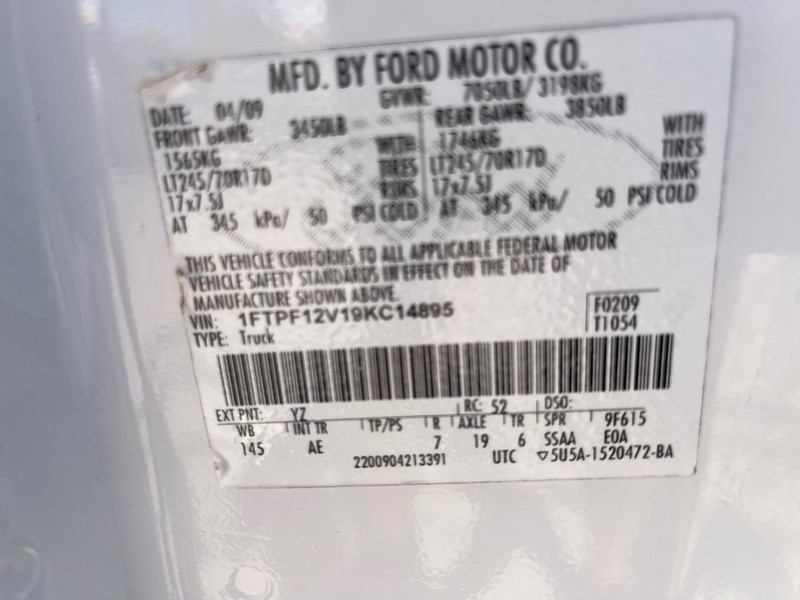 MFD. BY FORD MOTOR CO.
DATE: 04/09 GVWR: 7050LB/ 3198KG
FRONT GAWR: 3450LB REAR GAWR: 3850LB
1565KG WITH 1746KG WITH
LT245/70R17D TIRES LT245/70R17D TIRES
17x7.5J RIMS 17x7.5J RIMS
AT 345 kPa/ 50 PSI COLD AT 345 kPa/ 50 PSI COLD
THIS VEHICLE CONFORMS TO ALL APPLICABLE FEDERAL MOTOR
VEHICLE SAFETY STANDARDS IN EFFECT ON THE DATE OF
MANUFACTURE SHOWN ABOVE.
VIN: 1FTPF12V19KC14895 F0209
TYPE: Truck T1054
EXT PNT: YZ RC: 52 DSO:
WB INT TR TP/PS R AXLE TR SPR 9F615
145 AE 7 19 6 SSAA E0A
2200904213391 UTC ▽5U5A-1520472-BA